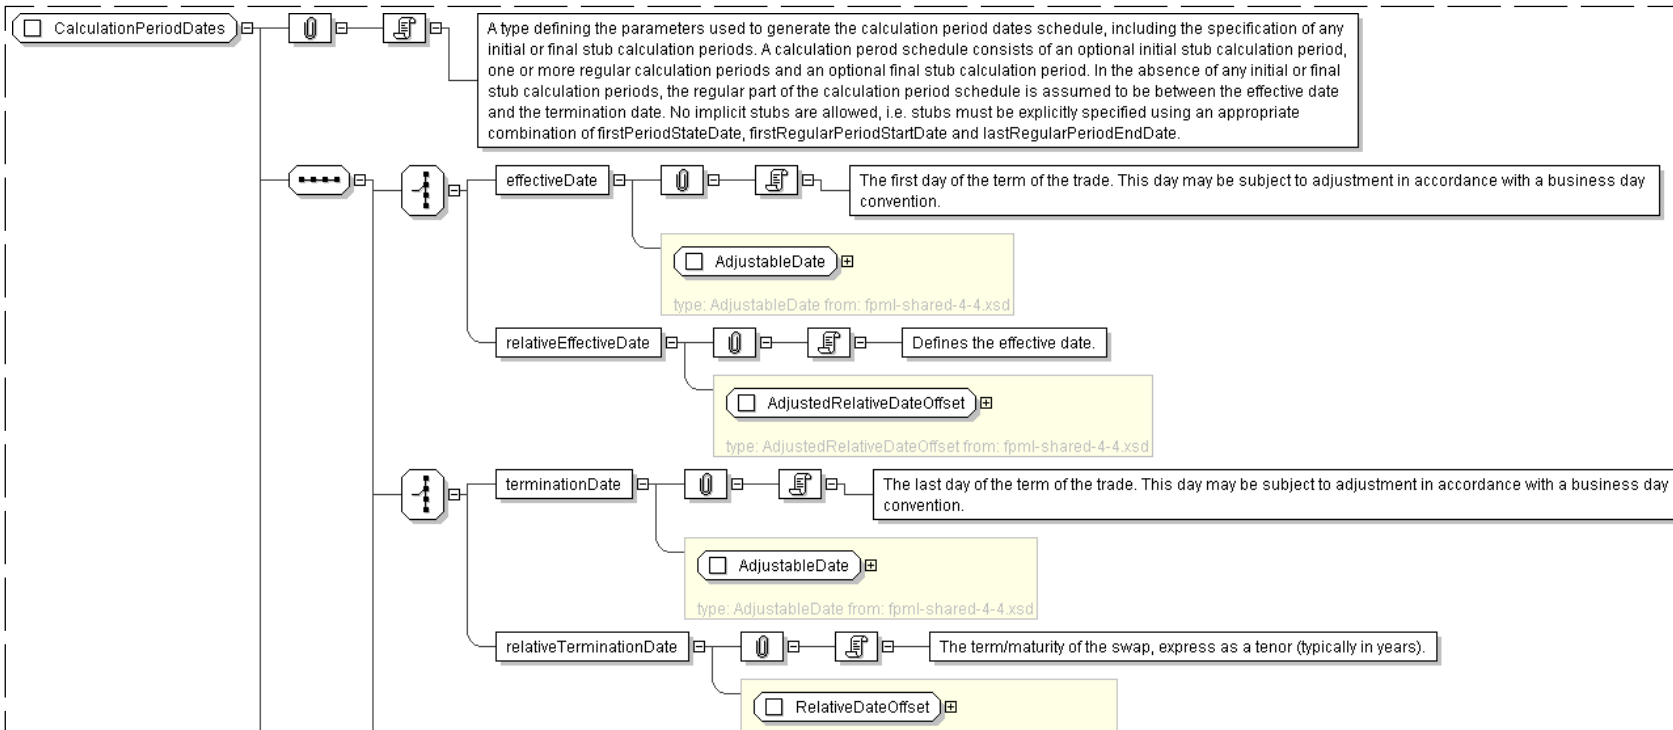 CalculationPeriodDates
A type defining the parameters used to generate the calculation period dates schedule, including the specification of any
initial or final stub calculation periods. A calculation perod schedule consists of an optional initial stub calculation period,
one or more regular calculation periods and an optional final stub calculation period. In the absence of any initial or final
stub calculation periods, the regular part of the calculation period schedule is assumed to be between the effective date
and the termination date. No implicit stubs are allowed, i.e. stubs must be explicitly specified using an appropriate
combination of firstPeriodStateDate, firstRegularPeriodStartDate and lastRegularPeriodEndDate.
effectiveDate
The first day of the term of the trade. This day may be subject to adjustment in accordance with a business day
convention.
AdjustableDate
type: AdjustableDate from: fpml-shared-4-4.xsd
relativeEffectiveDate
Defines the effective date.
AdjustedRelativeDateOffset
type: AdjustedRelativeDateOffset from: fpml-shared-4-4.xsd
terminationDate
The last day of the term of the trade. This day may be subject to adjustment in accordance with a business day
convention.
AdjustableDate
type: AdjustableDate from: fpml-shared-4-4.xsd
relativeTerminationDate
The term/maturity of the swap, express as a tenor (typically in years).
RelativeDateOffset